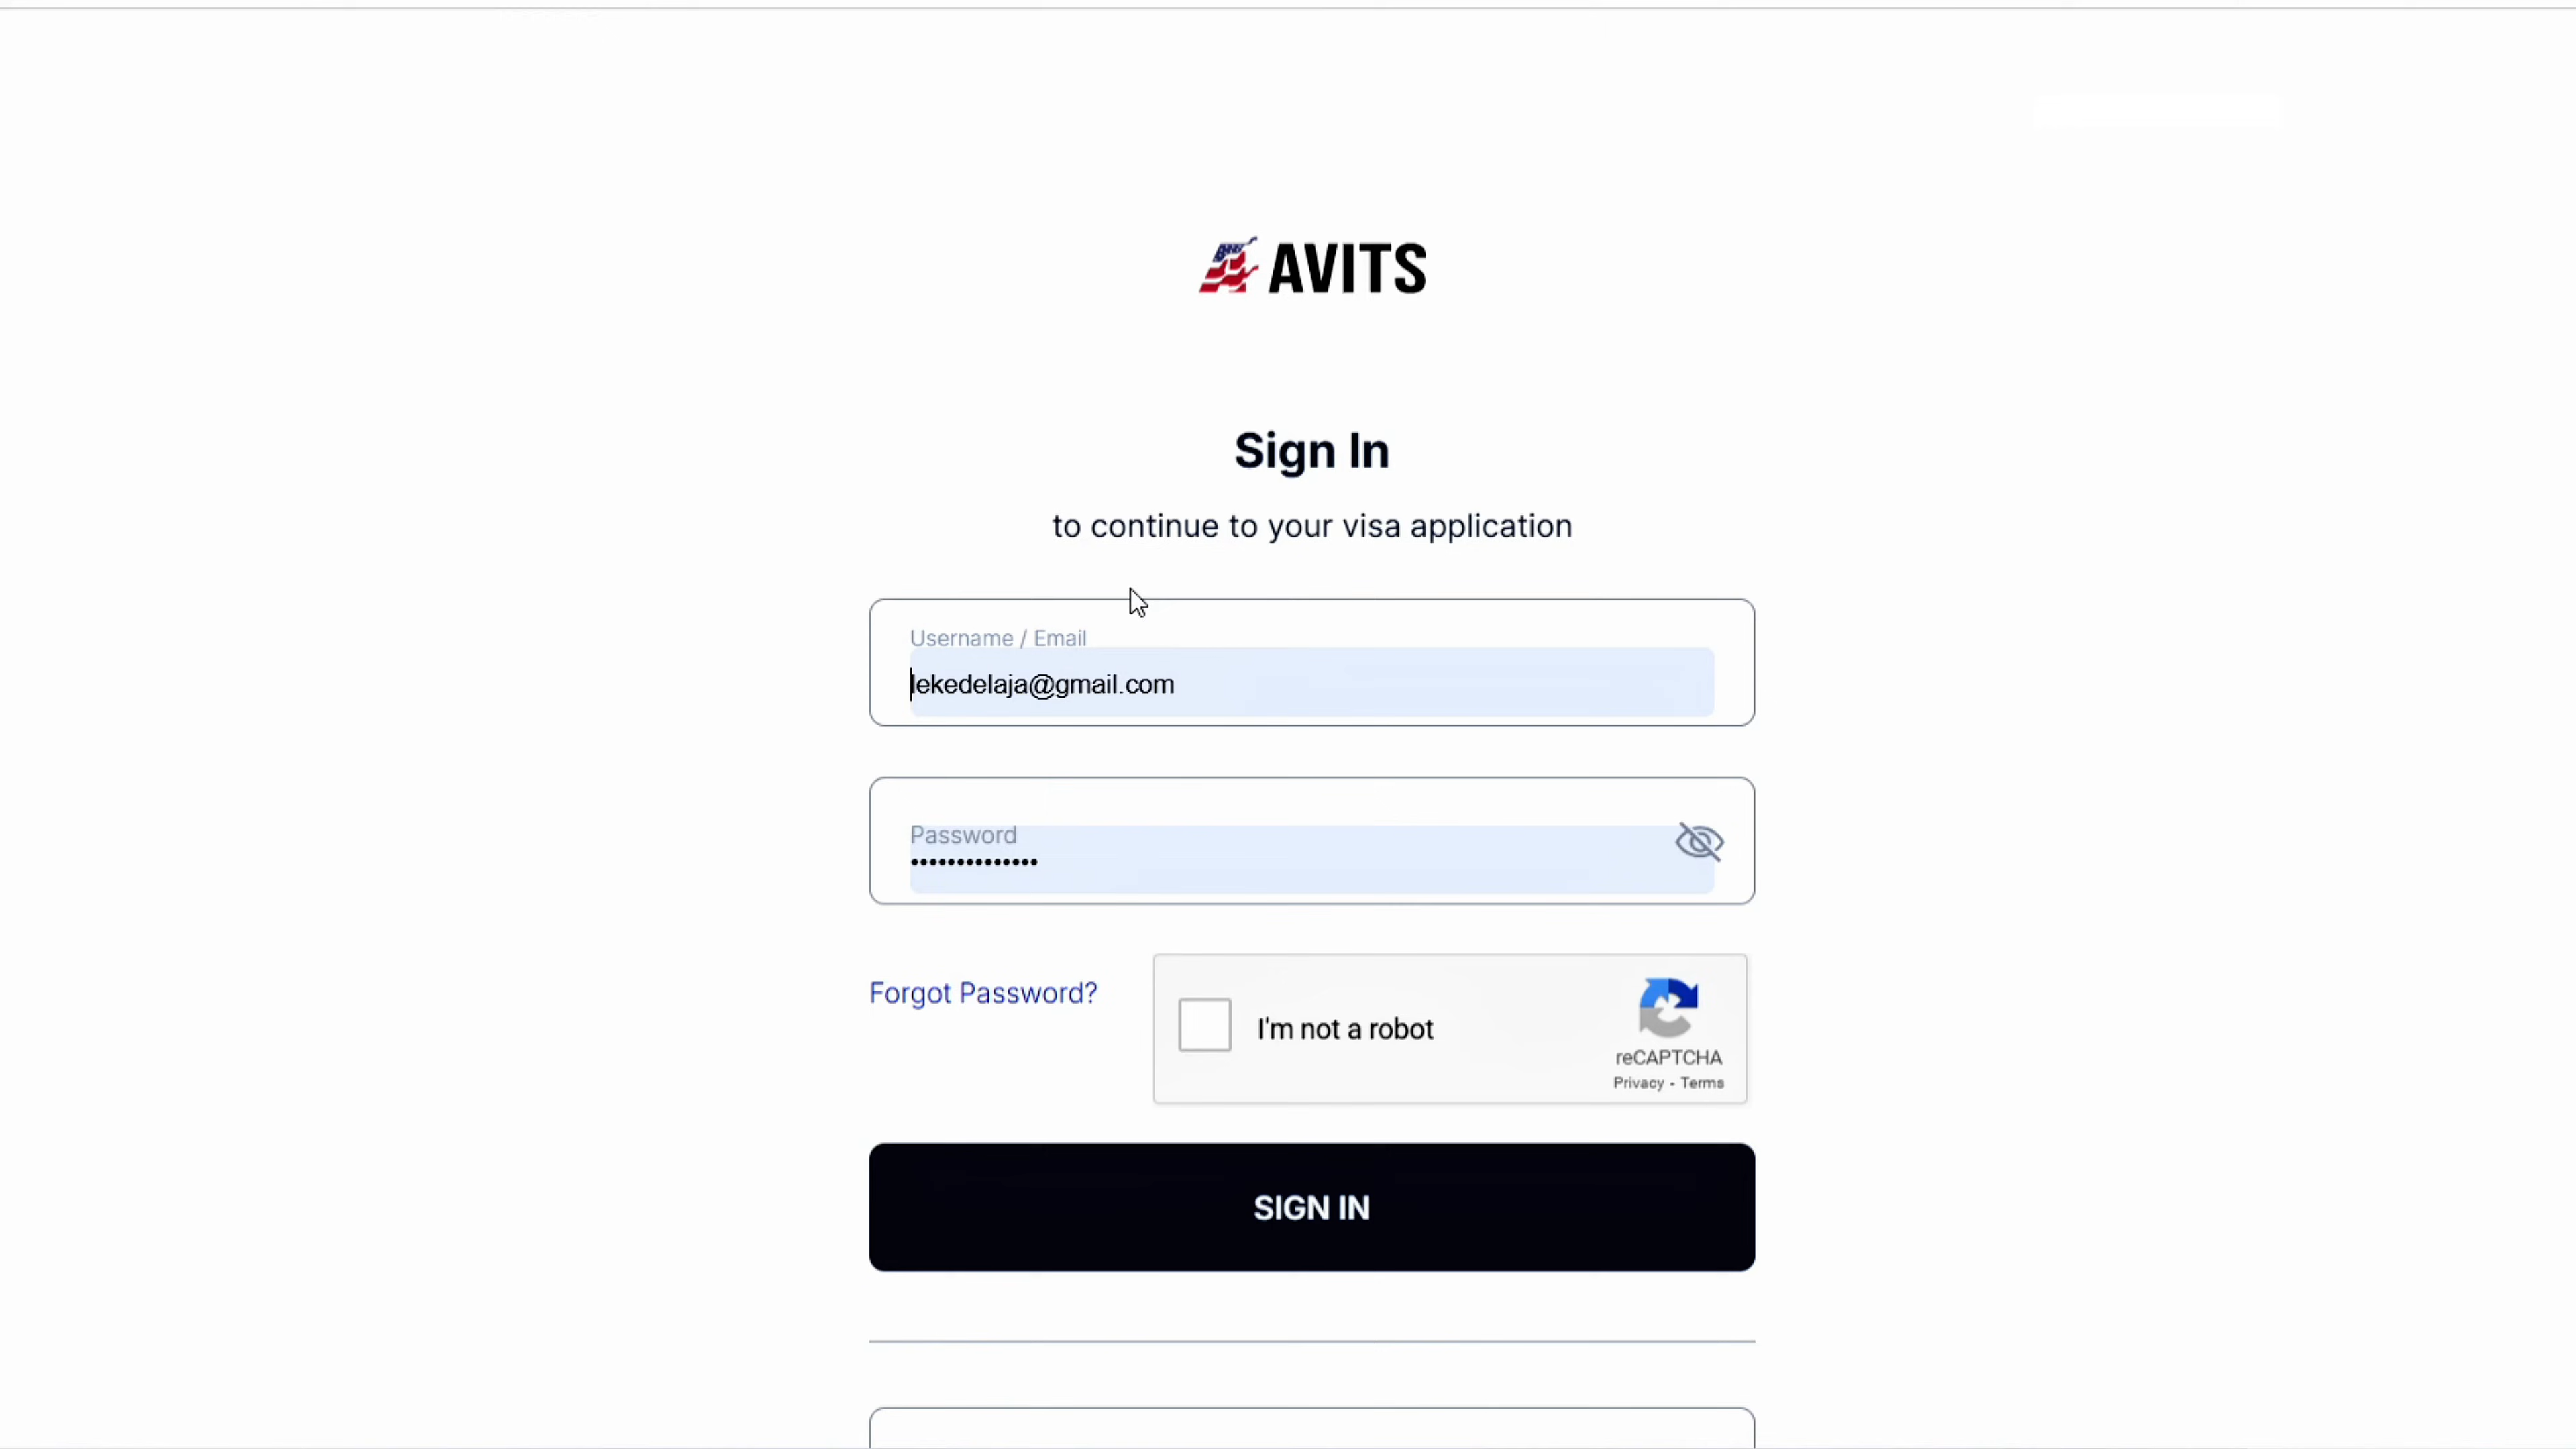 AVITS
Sign In
to continue to your visa application
Username / Email
lekedelaja@gmail.com
Password
••••••••••••••
Forgot Password?
I'm not a robot
reCAPTCHA
Privacy - Terms
SIGN IN